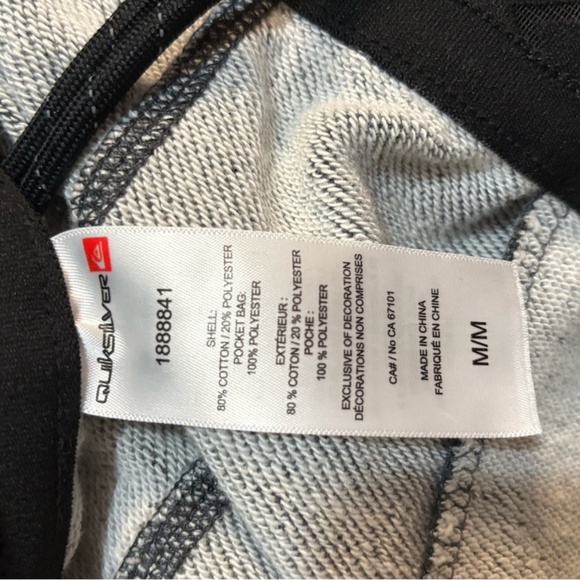 QUIKSILVER
1888841
SHELL:
80% COTTON / 20% POLYESTER
POCKET BAG:
100% POLYESTER
EXTÉRIEUR :
80 % COTON / 20 % POLYESTER
POCHE :
100 % POLYESTER
EXCLUSIVE OF DECORATION
DÉCORATIONS NON COMPRISES
CA# / No CA 67101
MADE IN CHINA
FABRIQUÉ EN CHINE
M/M